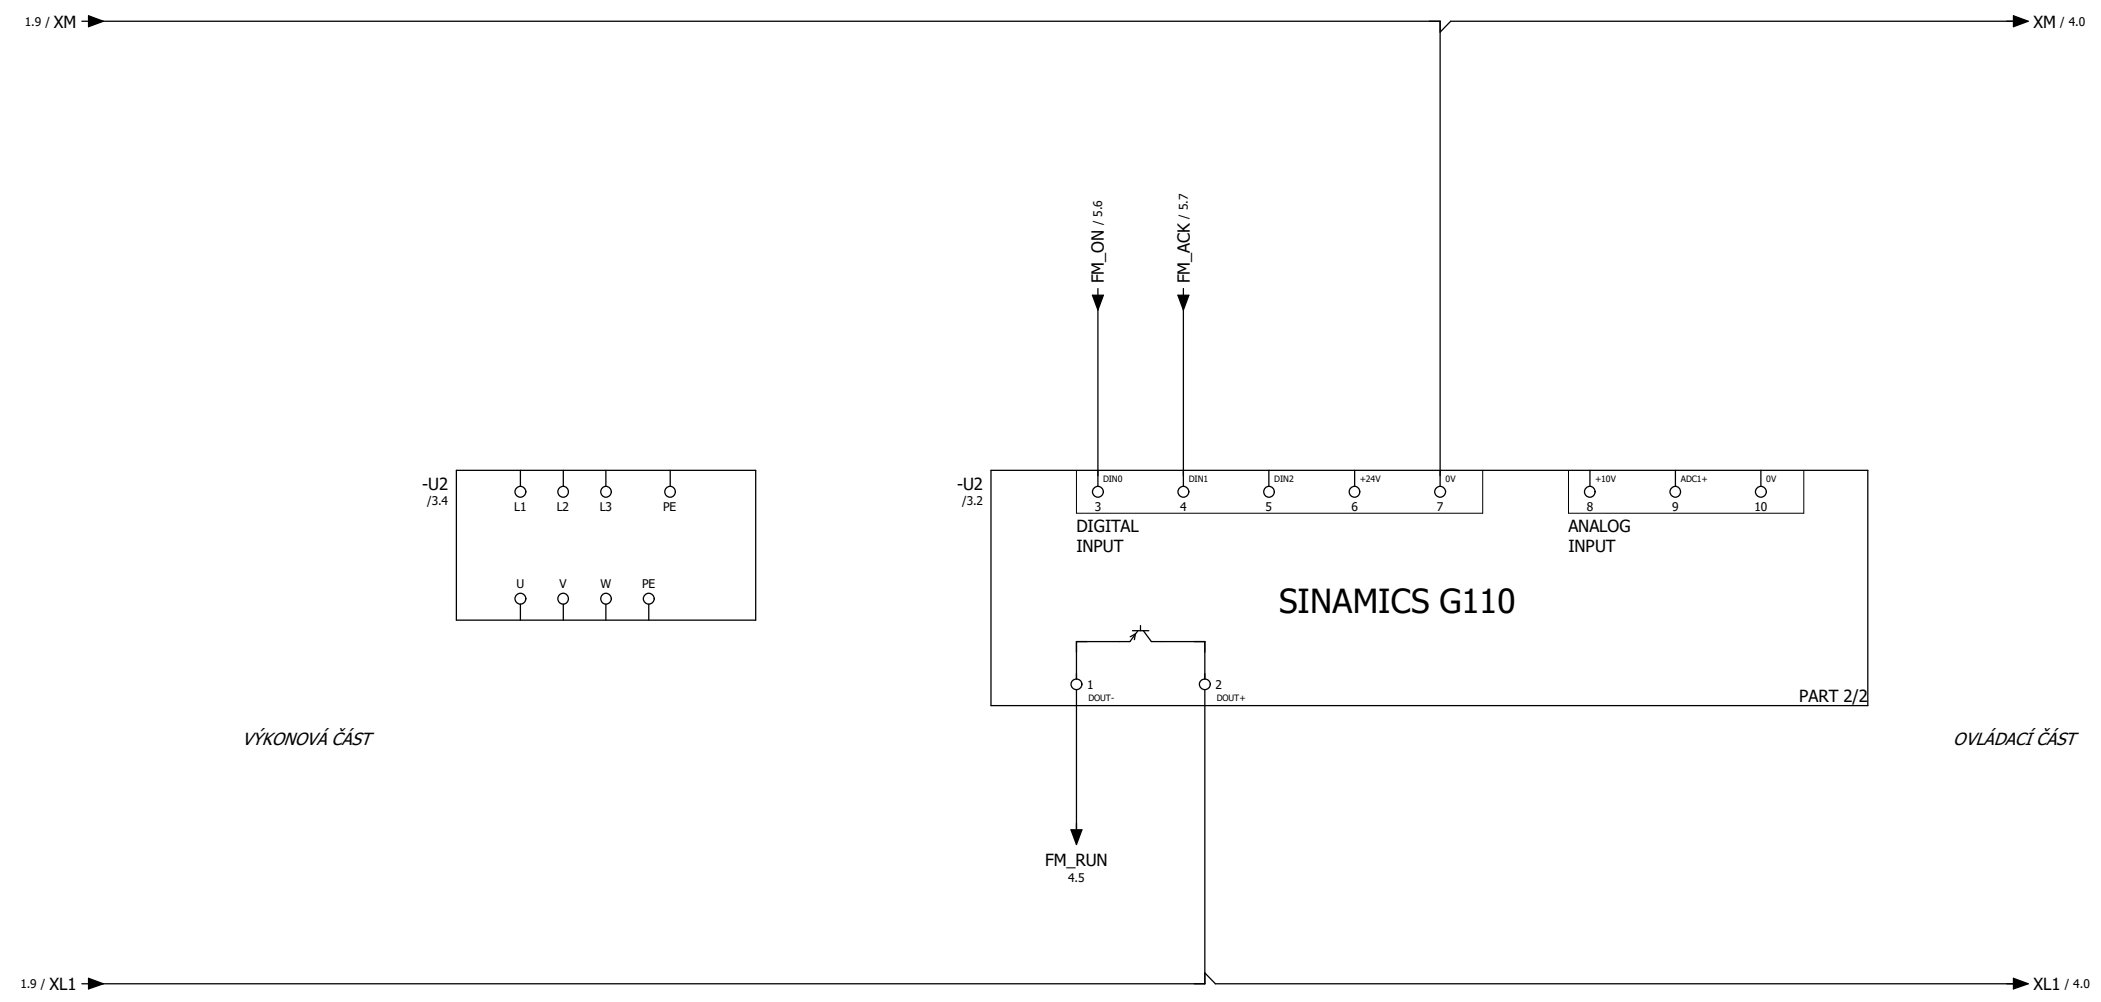 1.9 / XM
XM / 4.0
FM_ON / 5.6
FM_ACK / 5.7
-U2
/3.4
L1 L2 L3 PE
U V W PE
-U2
/3.2
DIN0 DIN1 DIN2 +24V 0V
3 4 5 6 7
DIGITAL
INPUT
+10V ADC1+ 0V
8 9 10
ANALOG
INPUT
SINAMICS G110
1
DOUT-
2
DOUT+
PART 2/2
VÝKONOVÁ ČÁST
OVLÁDACÍ ČÁST
FM_RUN
4.5
1.9 / XL1
XL1 / 4.0